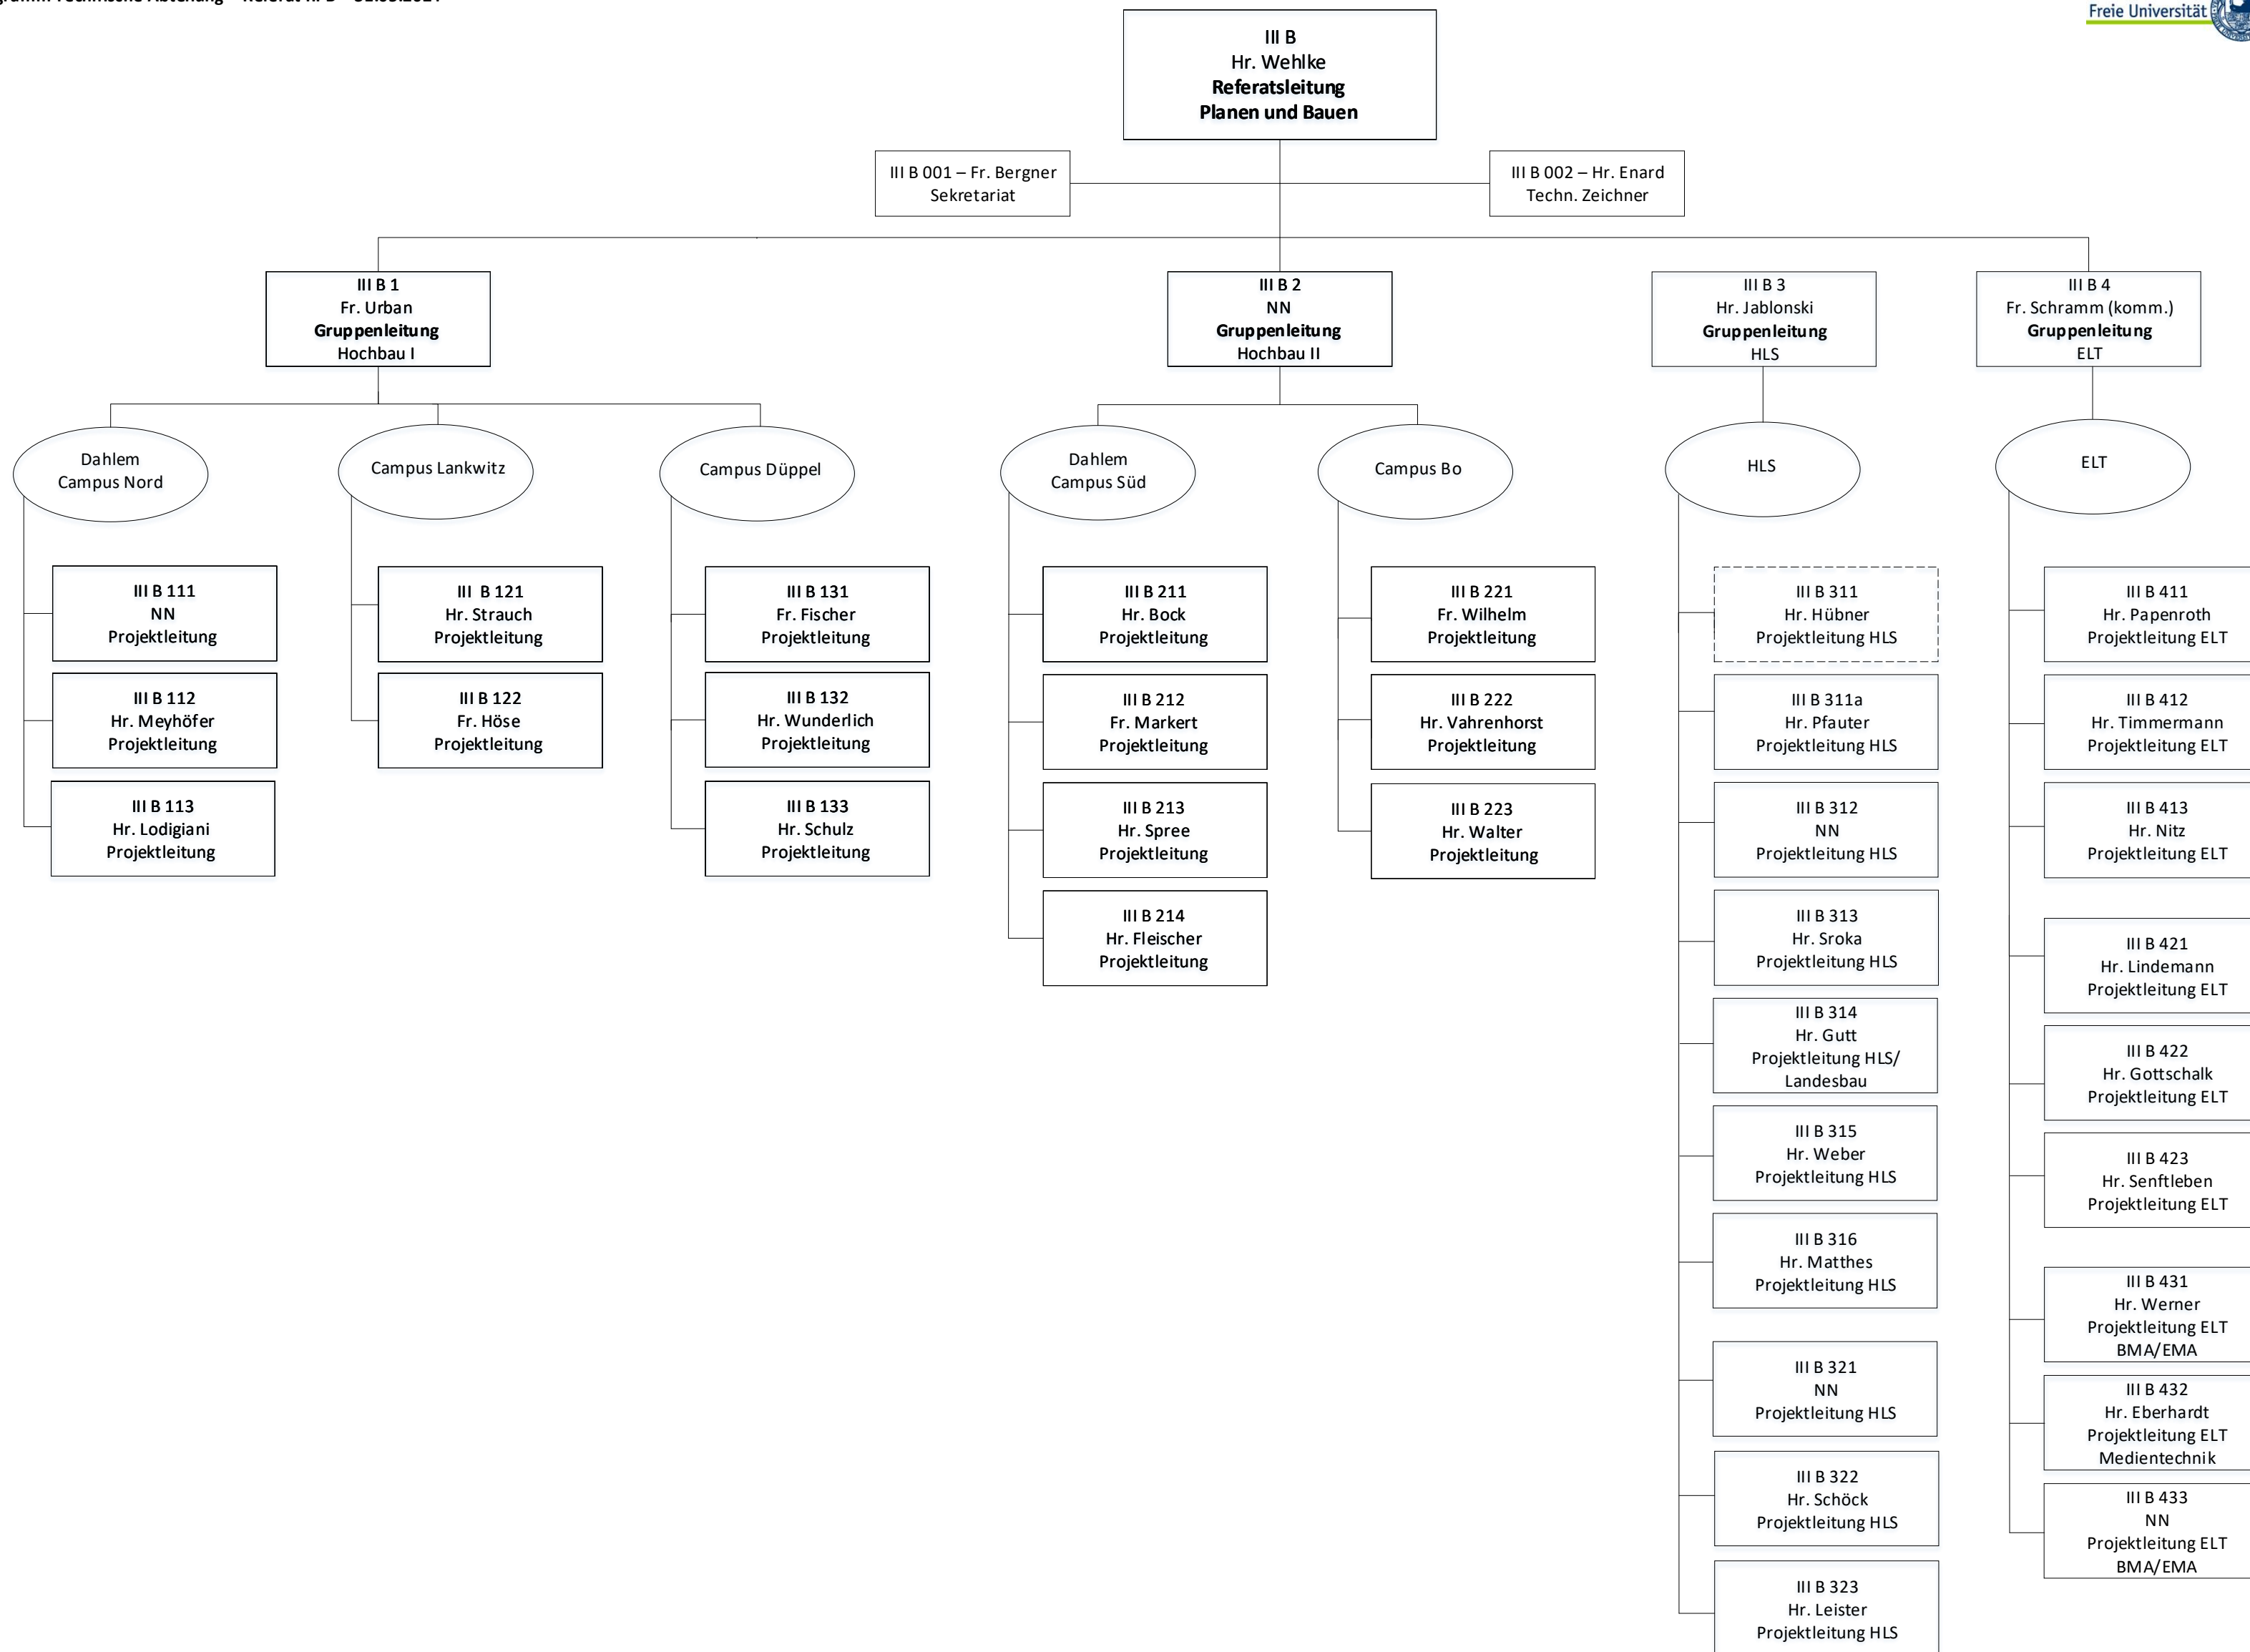 Freie Universität
III B
Hr. Wehlke
Referatsleitung
Planen und Bauen
III B 001 – Fr. Bergner
Sekretariat
III B 002 – Hr. Enard
Techn. Zeichner
III B 1
Fr. Urban
Gruppenleitung
Hochbau I
III B 2
NN
Gruppenleitung
Hochbau II
III B 3
Hr. Jablonski
Gruppenleitung
HLS
III B 4
Fr. Schramm (komm.)
Gruppenleitung
ELT
Dahlem
Campus Nord
Campus Lankwitz
Campus Düppel
Dahlem
Campus Süd
Campus Bo
HLS
ELT
III B 111
NN
Projektleitung
III B 112
Hr. Meyhöfer
Projektleitung
III B 113
Hr. Lodigiani
Projektleitung
III B 121
Hr. Strauch
Projektleitung
III B 122
Fr. Höse
Projektleitung
III B 131
Fr. Fischer
Projektleitung
III B 132
Hr. Wunderlich
Projektleitung
III B 133
Hr. Schulz
Projektleitung
III B 211
Hr. Bock
Projektleitung
III B 212
Fr. Markert
Projektleitung
III B 213
Hr. Spree
Projektleitung
III B 214
Hr. Fleischer
Projektleitung
III B 221
Fr. Wilhelm
Projektleitung
III B 222
Hr. Vahrenhorst
Projektleitung
III B 223
Hr. Walter
Projektleitung
III B 311
Hr. Hübner
Projektleitung HLS
III B 311a
Hr. Pfauter
Projektleitung HLS
III B 312
NN
Projektleitung HLS
III B 313
Hr. Sroka
Projektleitung HLS
III B 314
Hr. Gutt
Projektleitung HLS/
Landesbau
III B 315
Hr. Weber
Projektleitung HLS
III B 316
Hr. Matthes
Projektleitung HLS
III B 321
NN
Projektleitung HLS
III B 322
Hr. Schöck
Projektleitung HLS
III B 323
Hr. Leister
Projektleitung HLS
III B 411
Hr. Papenroth
Projektleitung ELT
III B 412
Hr. Timmermann
Projektleitung ELT
III B 413
Hr. Nitz
Projektleitung ELT
III B 421
Hr. Lindemann
Projektleitung ELT
III B 422
Hr. Gottschalk
Projektleitung ELT
III B 423
Hr. Senftleben
Projektleitung ELT
III B 431
Hr. Werner
Projektleitung ELT
BMA/EMA
III B 432
Hr. Eberhardt
Projektleitung ELT
Medientechnik
III B 433
NN
Projektleitung ELT
BMA/EMA